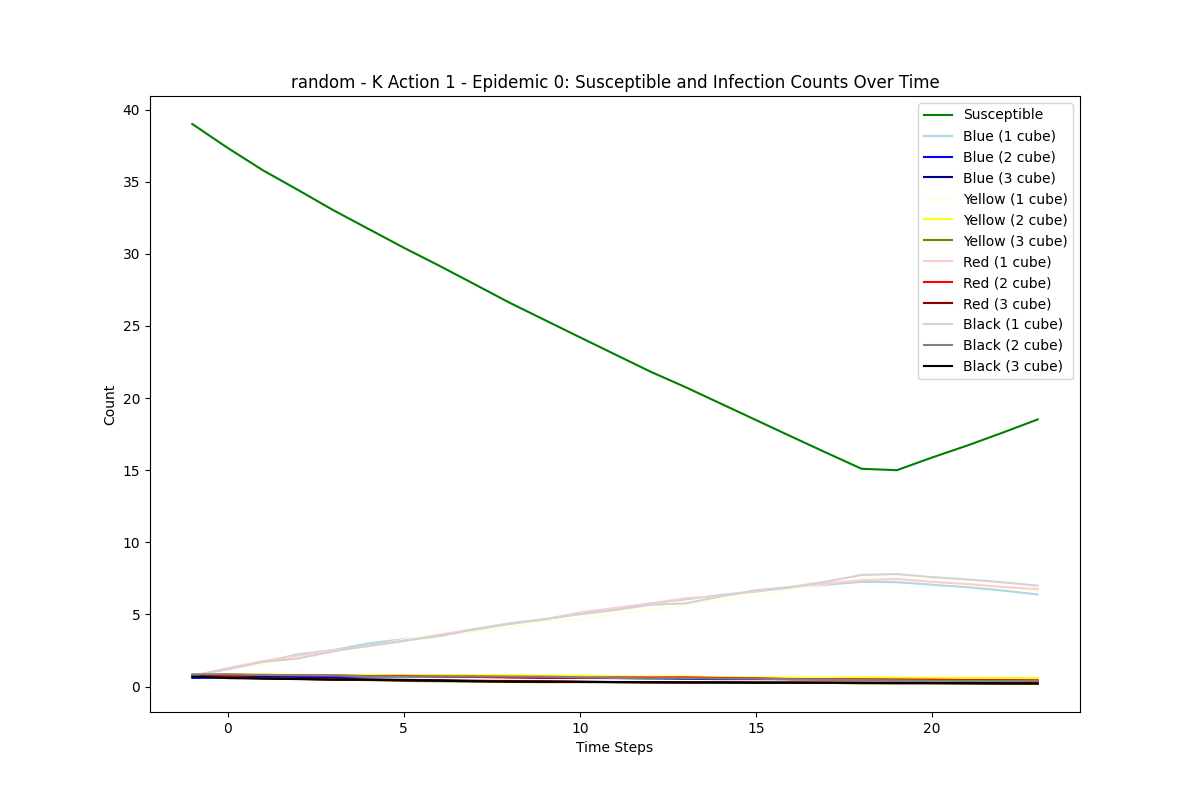 random - K Action 1 - Epidemic 0: Susceptible and Infection Counts Over Time
40
35
30
25
20
15
10
5
0
Count
Susceptible
Blue (1 cube)
Blue (2 cube)
Blue (3 cube)
Yellow (1 cube)
Yellow (2 cube)
Yellow (3 cube)
Red (1 cube)
Red (2 cube)
Red (3 cube)
Black (1 cube)
Black (2 cube)
Black (3 cube)
0 5 10 15 20
Time Steps